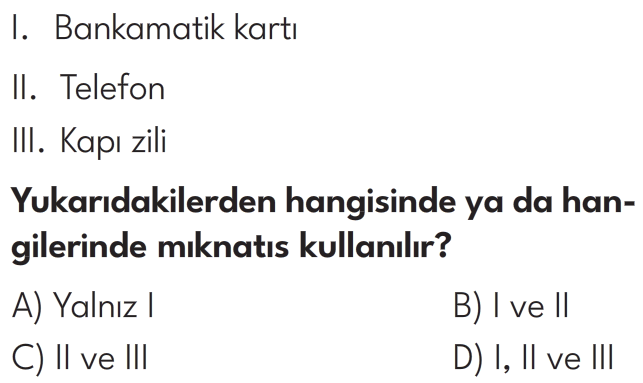 I. Bankamatik kartı
II. Telefon
III. Kapı zili
Yukarıdakilerden hangisinde ya da han-
gilerinde mıknatıs kullanılır?
A) Yalnız I B) I ve II
C) II ve III D) I, II ve III